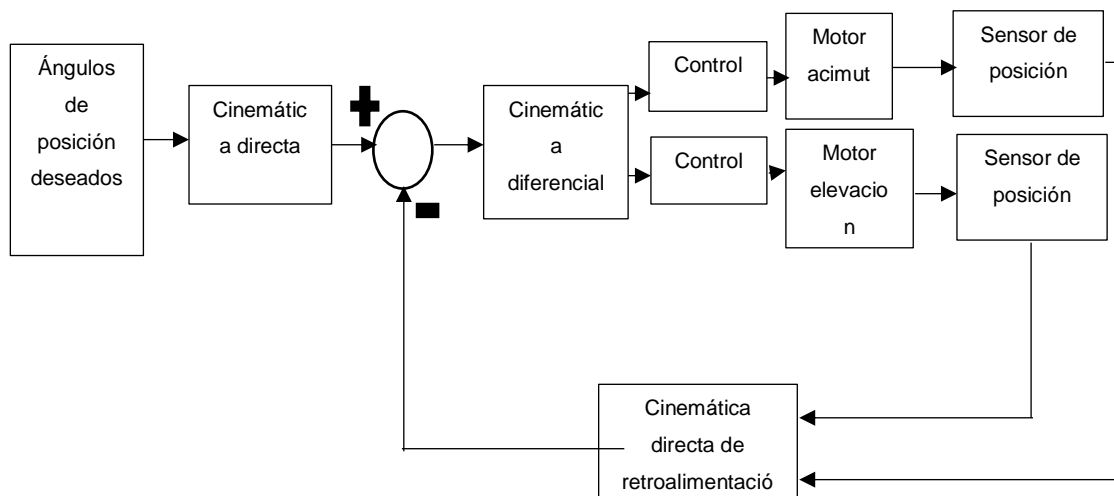 Ángulos
de
posición
deseados
Cinemátic
a directa
Cinemátic
a
diferencial
Control
Motor
acimut
Sensor de
posición
Control
Motor
elevacio
n
Sensor de
posición
Cinemática
directa de
retroalimentació